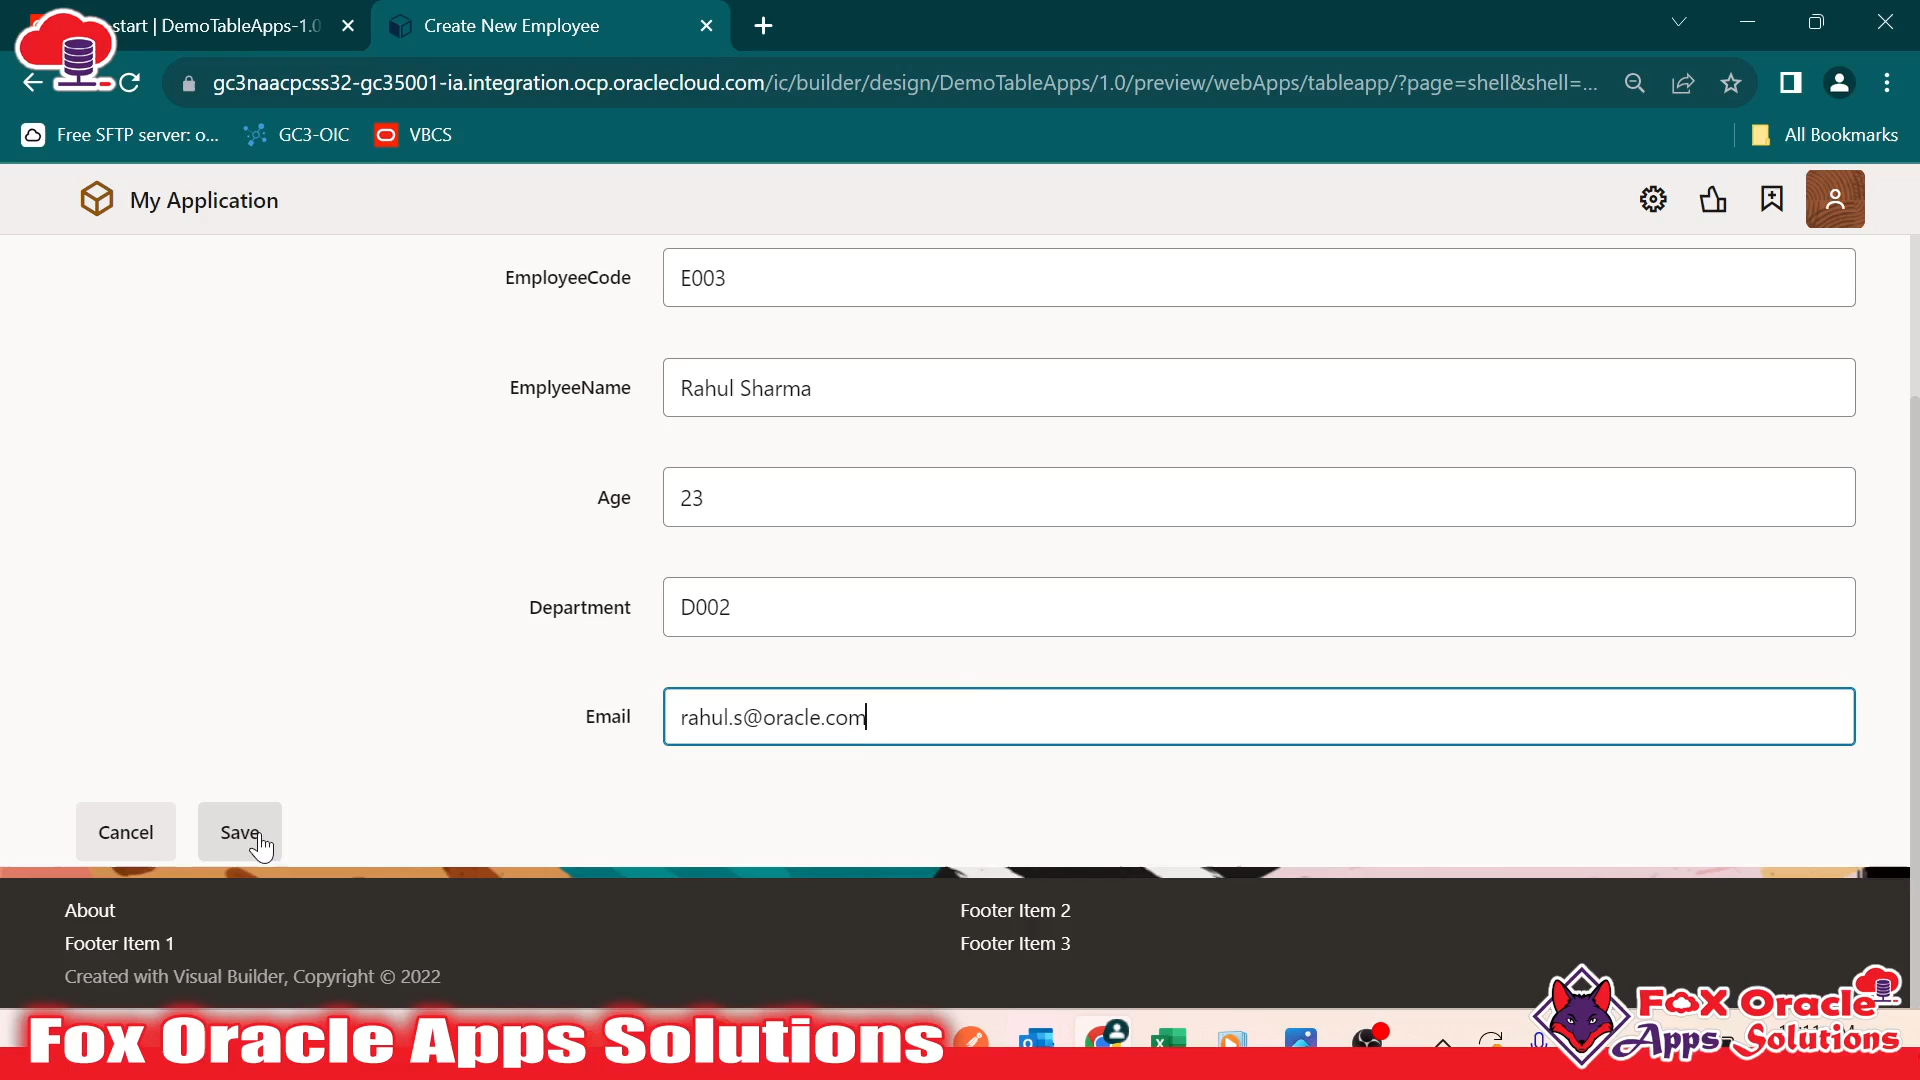 start | DemoTableApps-1.0
Create New Employee
gc3naacpcss32-gc35001-ia.integration.ocp.oraclecloud.com/ic/builder/design/DemoTableApps/1.0/preview/webApps/tableapp/?page=shell&shell=...
Free SFTP server: o...
GC3-OIC
VBCS
All Bookmarks
My Application
EmployeeCode
E003
EmplyeeName
Rahul Sharma
Age
23
Department
D002
Email
rahul.s@oracle.com
Cancel
Save
About
Footer Item 2
Footer Item 1
Footer Item 3
Created with Visual Builder, Copyright © 2022
Fox Oracle Apps Solutions
Fox Oracle
Apps Solutions